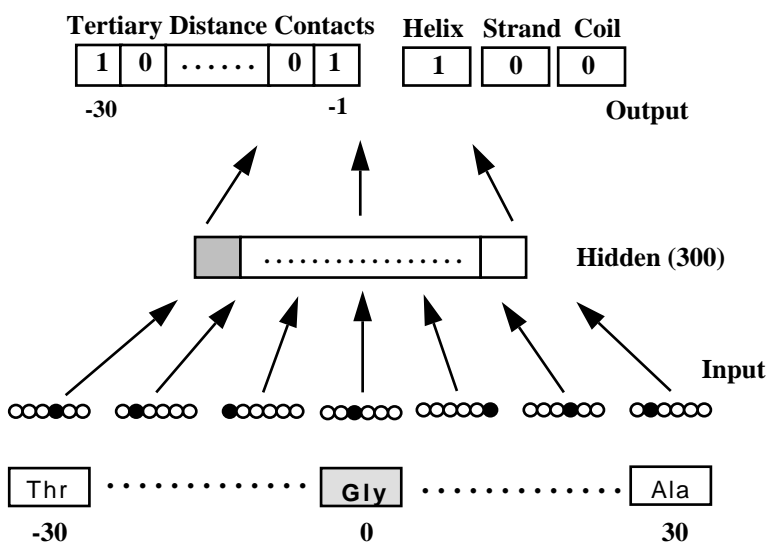 Tertiary Distance Contacts Helix Strand Coil
1 0 ...... 0 1 1 0 0
-30 -1 Output
................. Hidden (300)
Input
Thr .............. Gly .............. Ala
-30 0 30